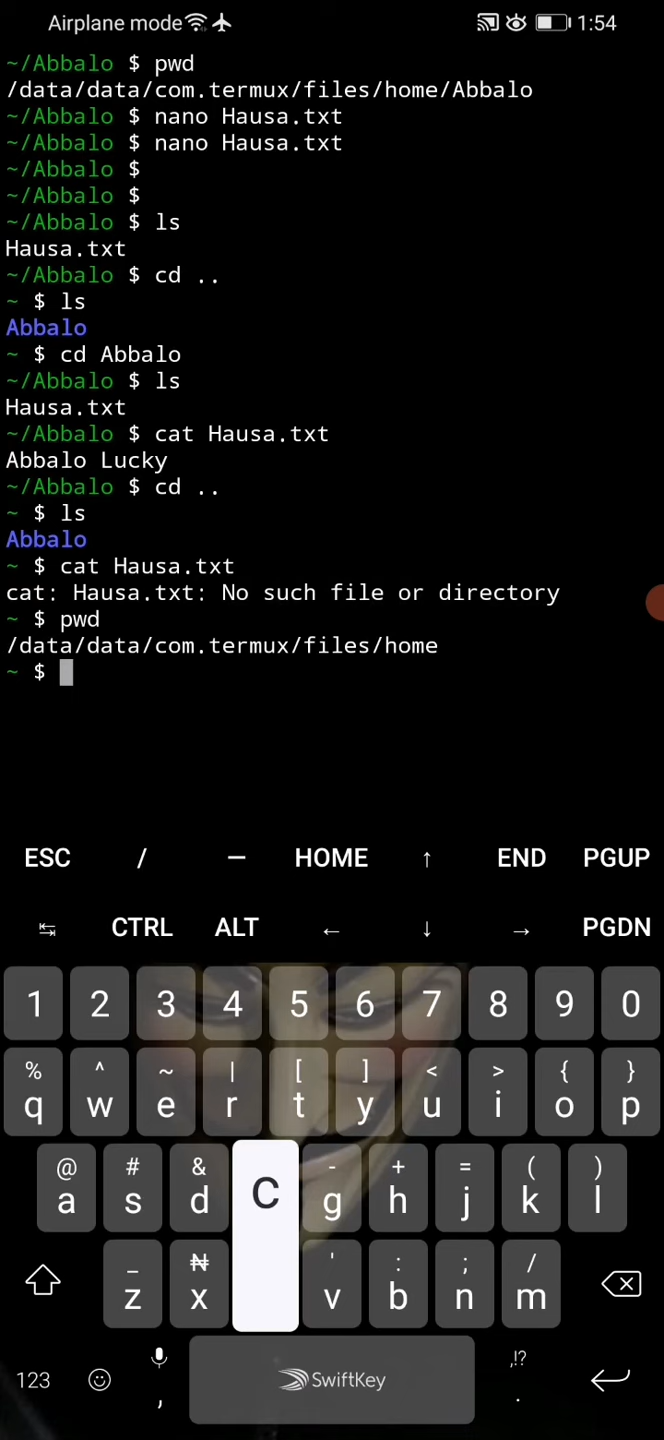 Airplane mode 1:54
~/Abbalo $ pwd
/data/data/com.termux/files/home/Abbalo
~/Abbalo $ nano Hausa.txt
~/Abbalo $ nano Hausa.txt
~/Abbalo $
~/Abbalo $
~/Abbalo $ ls
Hausa.txt
~/Abbalo $ cd ..
~ $ ls
Abbalo
~ $ cd Abbalo
~/Abbalo $ ls
Hausa.txt
~/Abbalo $ cat Hausa.txt
Abbalo Lucky
~/Abbalo $ cd ..
~ $ ls
Abbalo
~ $ cat Hausa.txt
cat: Hausa.txt: No such file or directory
~ $ pwd
/data/data/com.termux/files/home
~ $
ESC / — HOME ↑ END PGUP
↹ CTRL ALT ← ↓ → PGDN
1 2 3 4 5 6 7 8 9 0
% ^ ~ | [ ] < > { }
q w e r t y u i o p
@ # & - + = ( )
a s d c g h j k l
_ ₦ ' : ; /
z x v b n m
,!?
123 , SwiftKey .